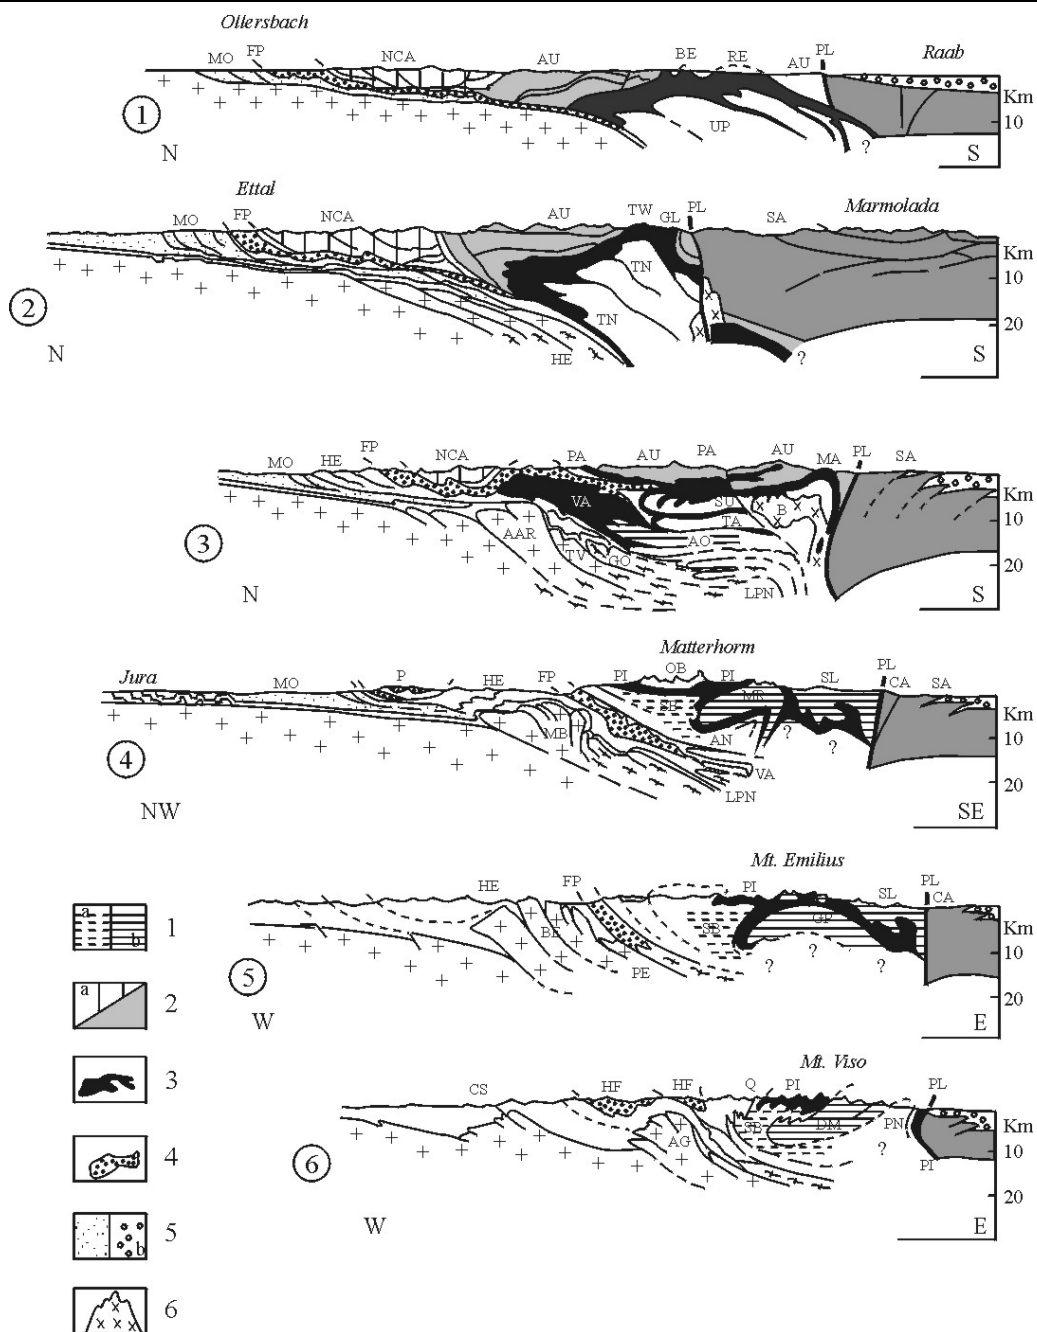 Ollersbach
MO FP NCA AU BE RE AU PL Raab
Km
10
1
UP
?
N S
Ettal
MO FP NCA AU TW GL PL SA Marmolada
Km
TN
10
2
TN
20
HE
?
N S
FP NCA PA AU PA AU MA PL SA
MO HE
Km
VA SU B
10
TA
AAR AO
3
TV GO
20
LPN
N S
Matterhorm
Jura MO P HE FP PI OB PI SL PL CA SA
MR
Km
SB
MB AN
10
4
? ?
VA
20
LPN
NW SE
Mt. Emilius
HE FP PI SL PL CA
GP
Km
BE SB
10
5
PE ? ? ?
20
W E
a
b
1
a
2
3
4
5
b
6
Mt. Viso
CS HF HF Q PI PL
Km
SB DM PN
AG
10
6
? PI
20
W E